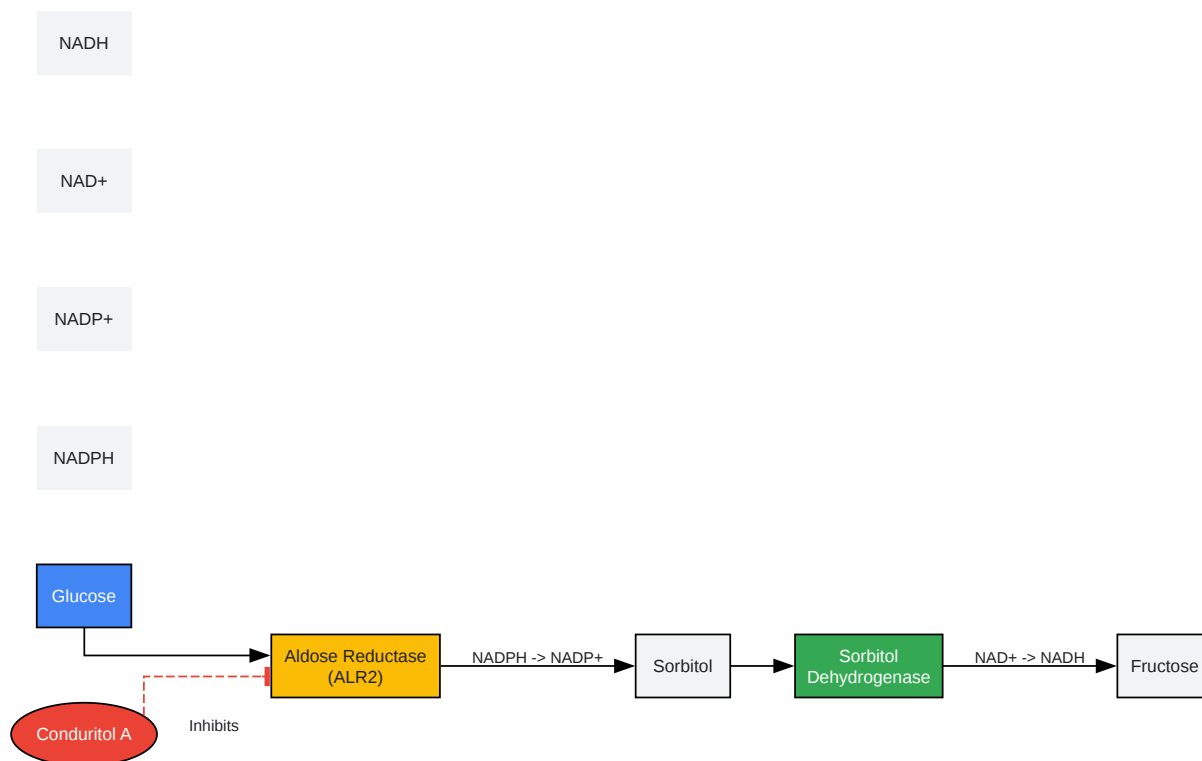 NADH
NAD+
NADP+
NADPH
Glucose
Aldose Reductase
(ALR2)
NADPH -> NADP+
Sorbitol
Sorbitol
Dehydrogenase
NAD+ -> NADH
Fructose
Inhibits
Conduritol A